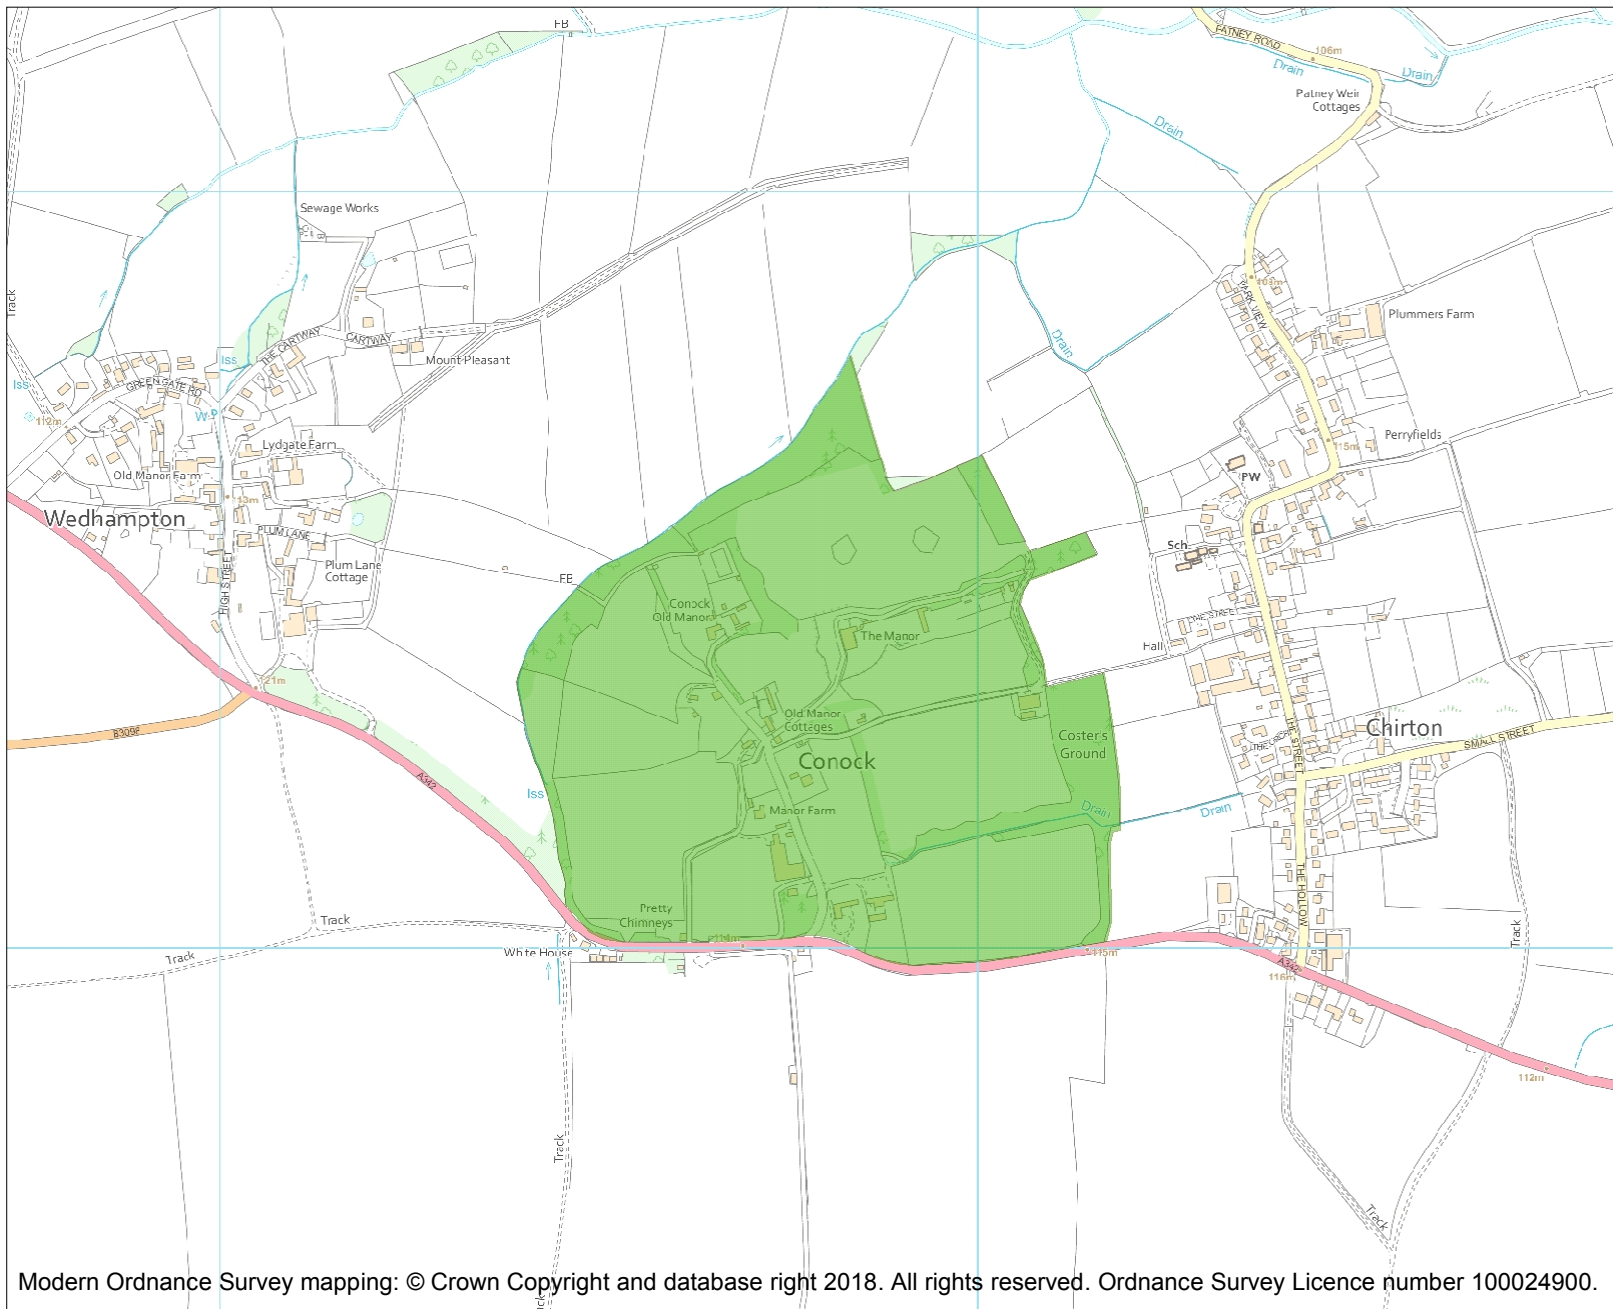 FB
PATNEY ROAD
106m
Drain
Drain
Patney Weir
Cottages
Drain
Sewage Works
Track
PARK VIEW
103m
Plummers Farm
THE CARTWAY
CARTWAY
Mount Pleasant
Drain
Iss
Iss
GREENGATE RD
W P
112m
Lydgate Farm
Old Manor Farm
Perryfields
115m
PW
Wedhampton
PLUM LANE
Plum Lane
Cottage
HIGH STREET
FB
Sch
Conock
Old Manor
The Manor
Hall
Old Manor
Cottages
Coster's
Ground
Conock
THE STREET
Chirton
SMALL STREET
B3098
A342
Iss
Manor Farm
Drain
Drain
THE HOLLOW
Pretty
Chimneys
Track
Track
White House
115m
A342
116m
Track
112m
Track
Track
Modern Ordnance Survey mapping: © Crown Copyright and database right 2018. All rights reserved. Ordnance Survey Licence number 100024900.